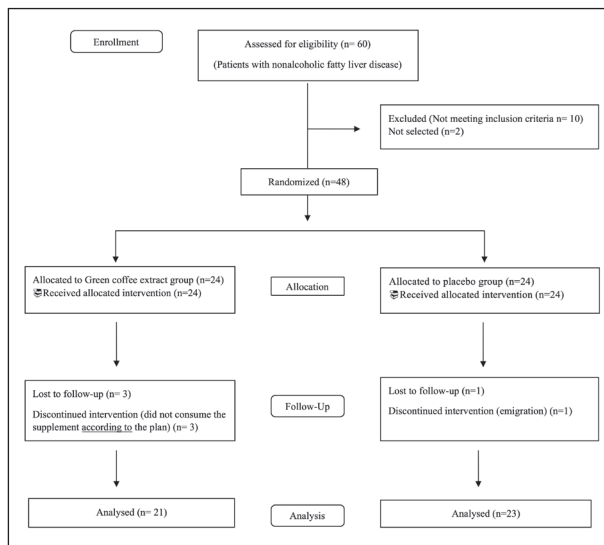 Enrollment
Assessed for eligibility (n= 60)
(Patients with nonalcoholic fatty liver disease)
Excluded (Not meeting inclusion criteria n= 10)
Not selected (n=2)
Randomized (n=48)
Allocated to Green coffee extract group (n=24)
Received allocated intervention (n=24)
Allocation
Allocated to placebo group (n=24)
Received allocated intervention (n=24)
Lost to follow-up (n= 3)
Discontinued intervention (did not consume the
supplement according to the plan) (n= 3)
Follow-Up
Lost to follow-up (n=1)
Discontinued intervention (emigration) (n=1)
Analysed (n= 21)
Analysis
Analysed (n=23)